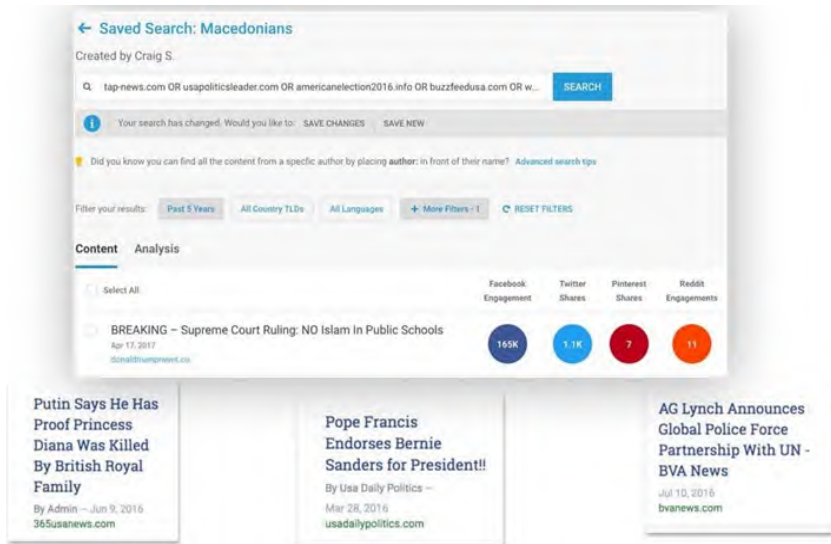 ← Saved Search: Macedonians
Created by Craig S.
tap-news.com OR usapoliticsleader.com OR americanelection2016.info OR buzzfeedusa.com OR w...
SEARCH
Your search has changed. Would you like to: SAVE CHANGES SAVE NEW
Did you know you can find all the content from a specfic author by placing author: in front of their name? Advanced search tips
Filter your results: Past 5 Years All Country TLDs All Languages + More Filters - 1 RESET FILTERS
Content Analysis
Select All
Facebook Engagement
Twitter Shares
Pinterest Shares
Reddit Engagements
BREAKING – Supreme Court Ruling: NO Islam In Public Schools
Apr 17, 2017
donaldtrumpnews.co
165K
1.1K
7
11
Putin Says He Has
Proof Princess
Diana Was Killed
By British Royal
Family
By Admin – Jun 9, 2016
365usanews.com
Pope Francis
Endorses Bernie
Sanders for President!!
By Usa Daily Politics –
Mar 28, 2016
usadailypolitics.com
AG Lynch Announces
Global Police Force
Partnership With UN -
BVA News
Jul 10, 2016
bvanews.com